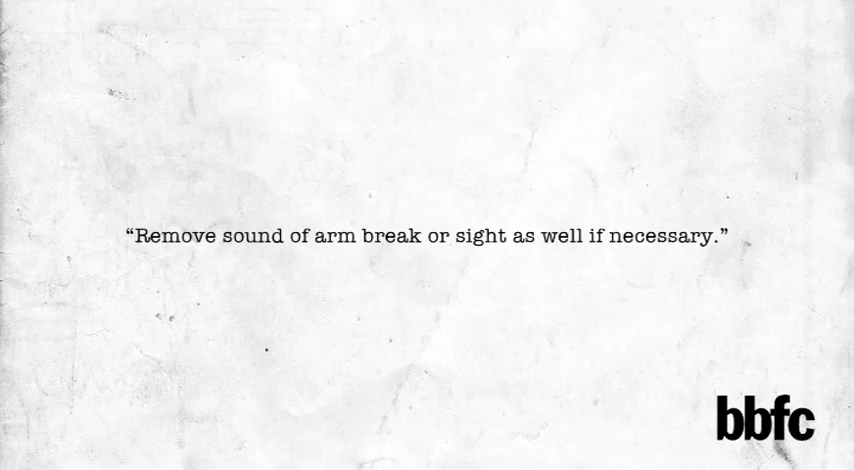 “Remove sound of arm break or sight as well if necessary.”
bbfc